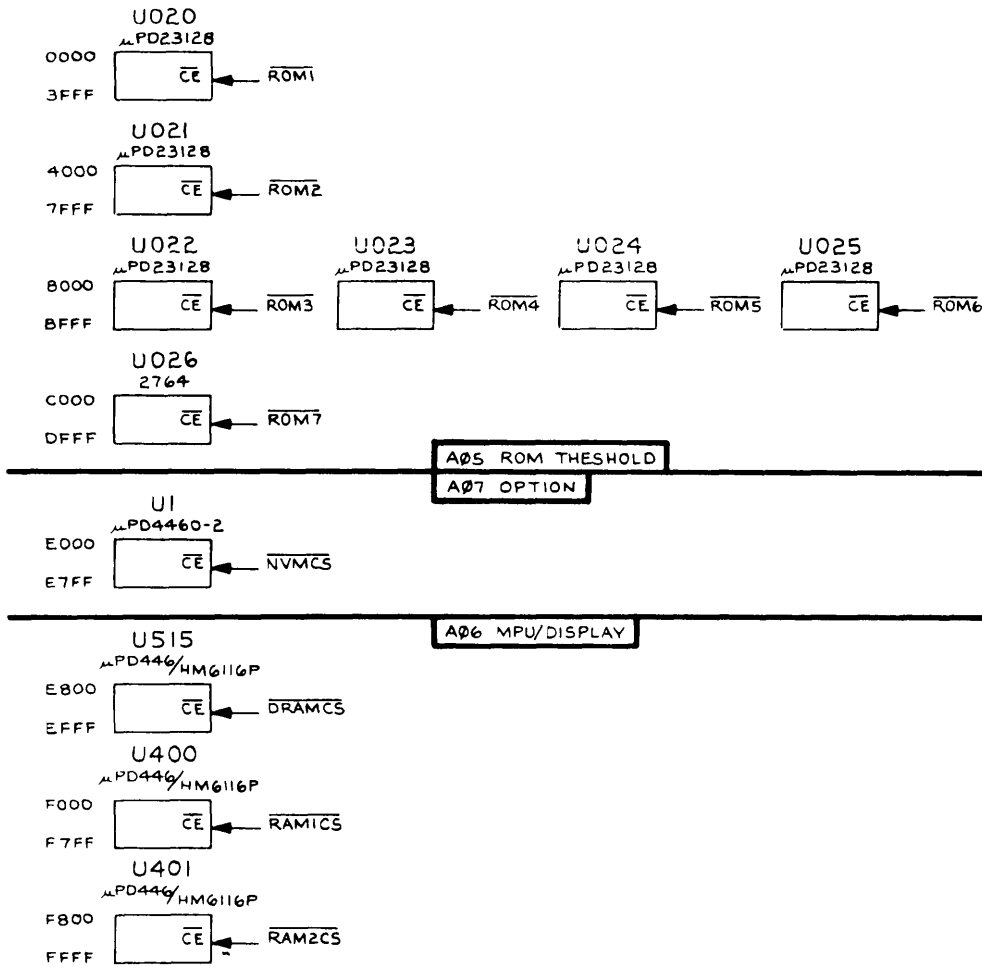 U020
μPD23128
0000
CE ROM1
3FFF
U021
μPD23128
4000
CE ROM2
7FFF
U022 U023 U024 U025
μPD23128 μPD23128 μPD23128 μPD23128
8000
CE ROM3 CE ROM4 CE ROM5 CE ROM6
BFFF
U026
2764
C000
CE ROM7
DFFF
AØ5 ROM THESHOLD
AØ7 OPTION
U1
μPD4460-2
E000
CE NVMCS
E7FF
AØ6 MPU/DISPLAY
U515
μPD446/HM6116P
E800
CE DRAMCS
EFFF
U400
μPD446/HM6116P
F000
CE RAM1CS
F7FF
U401
μPD446/HM6116P
F800
CE RAM2CS
FFFF